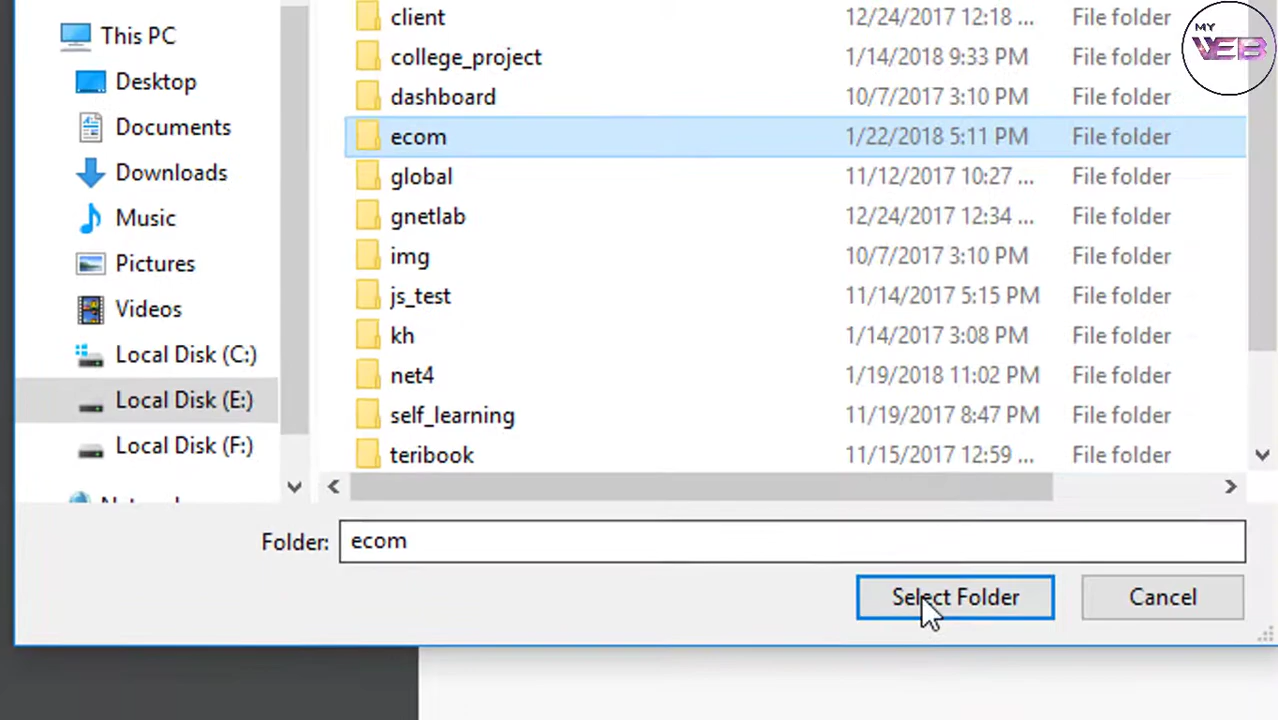 MY
WEB
This PC
Desktop
Documents
Downloads
Music
Pictures
Videos
Local Disk (C:)
Local Disk (E:)
Local Disk (F:)
client 12/24/2017 12:18 ... File folder
college_project 1/14/2018 9:33 PM File folder
dashboard 10/7/2017 3:10 PM File folder
ecom 1/22/2018 5:11 PM File folder
global 11/12/2017 10:27 ... File folder
gnetlab 12/24/2017 12:34 ... File folder
img 10/7/2017 3:10 PM File folder
js_test 11/14/2017 5:15 PM File folder
kh 1/14/2017 3:08 PM File folder
net4 1/19/2018 11:02 PM File folder
self_learning 11/19/2017 8:47 PM File folder
teribook 11/15/2017 12:59 ... File folder
Folder: ecom
Select Folder Cancel